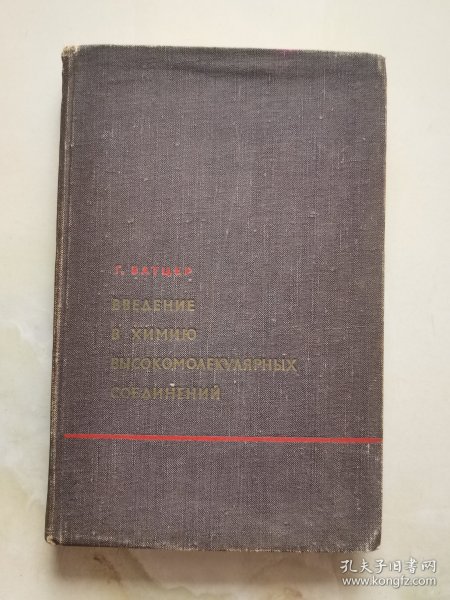 Г. БАТЦЕР
ВВЕДЕНИЕ
В ХИМИЮ
ВЫСОКОМОЛЕКУЛЯРНЫХ
СОЕДИНЕНИЙ
孔夫子旧书网
www.kongfz.com